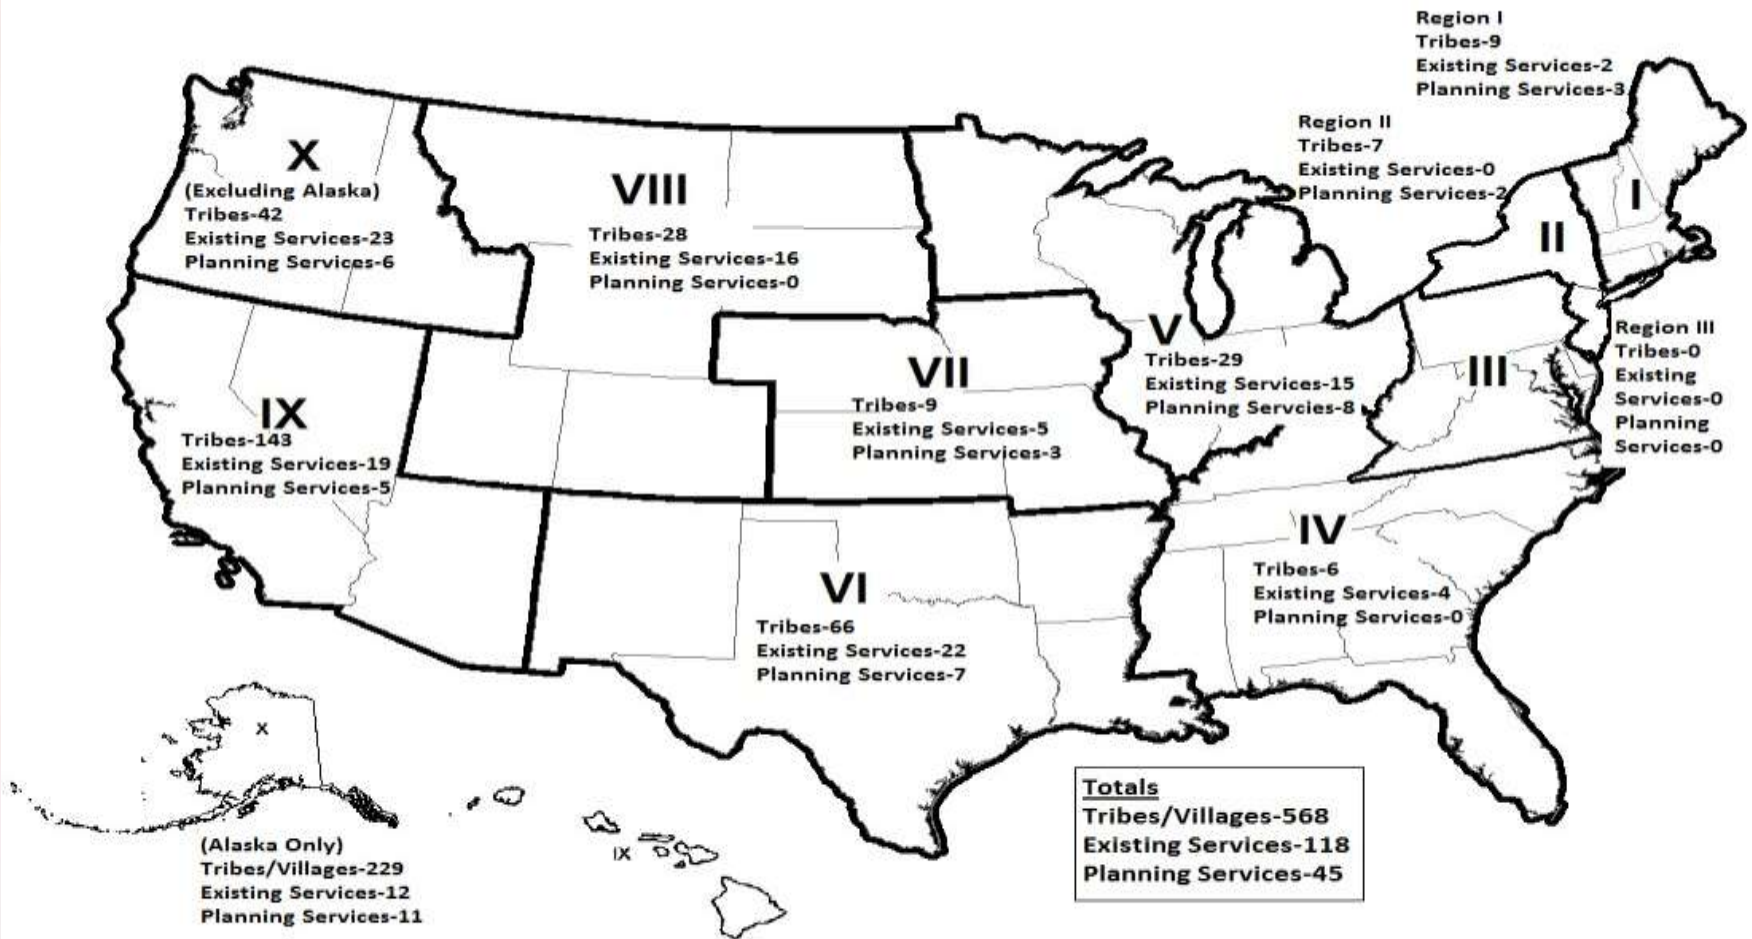 Region I
Tribes-9
Existing Services-2
Planning Services-3
Region II
Tribes-7
Existing Services-0
Planning Services-2
I
II
X
(Excluding Alaska)
Tribes-42
Existing Services-23
Planning Services-6
VIII
Tribes-28
Existing Services-16
Planning Services-0
Region III
Tribes-0
Existing
Services-0
Planning
Services-0
III
V
Tribes-29
Existing Services-15
Planning Servcies-8
VII
Tribes-9
Existing Services-5
Planning Services-3
IX
Tribes-143
Existing Services-19
Planning Services-5
IV
Tribes-6
Existing Services-4
Planning Services-0
VI
Tribes-66
Existing Services-22
Planning Services-7
X
(Alaska Only)
Tribes/Villages-229
Existing Services-12
Planning Services-11
IX
Totals
Tribes/Villages-568
Existing Services-118
Planning Services-45